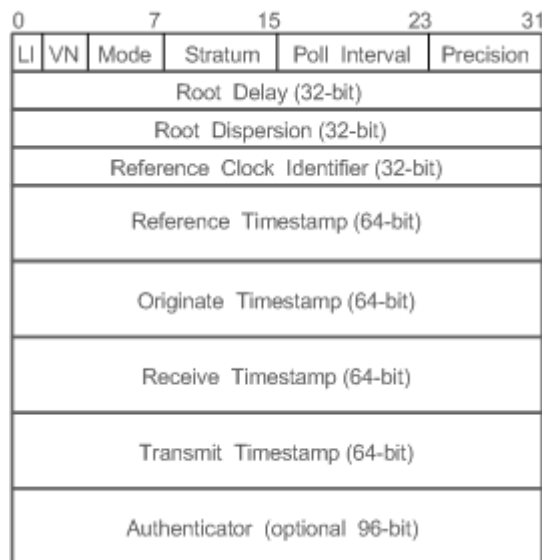 0 7 15 23 31
LI VN Mode Stratum Poll Interval Precision
Root Delay (32-bit)
Root Dispersion (32-bit)
Reference Clock Identifier (32-bit)
Reference Timestamp (64-bit)
Originate Timestamp (64-bit)
Receive Timestamp (64-bit)
Transmit Timestamp (64-bit)
Authenticator (optional 96-bit)